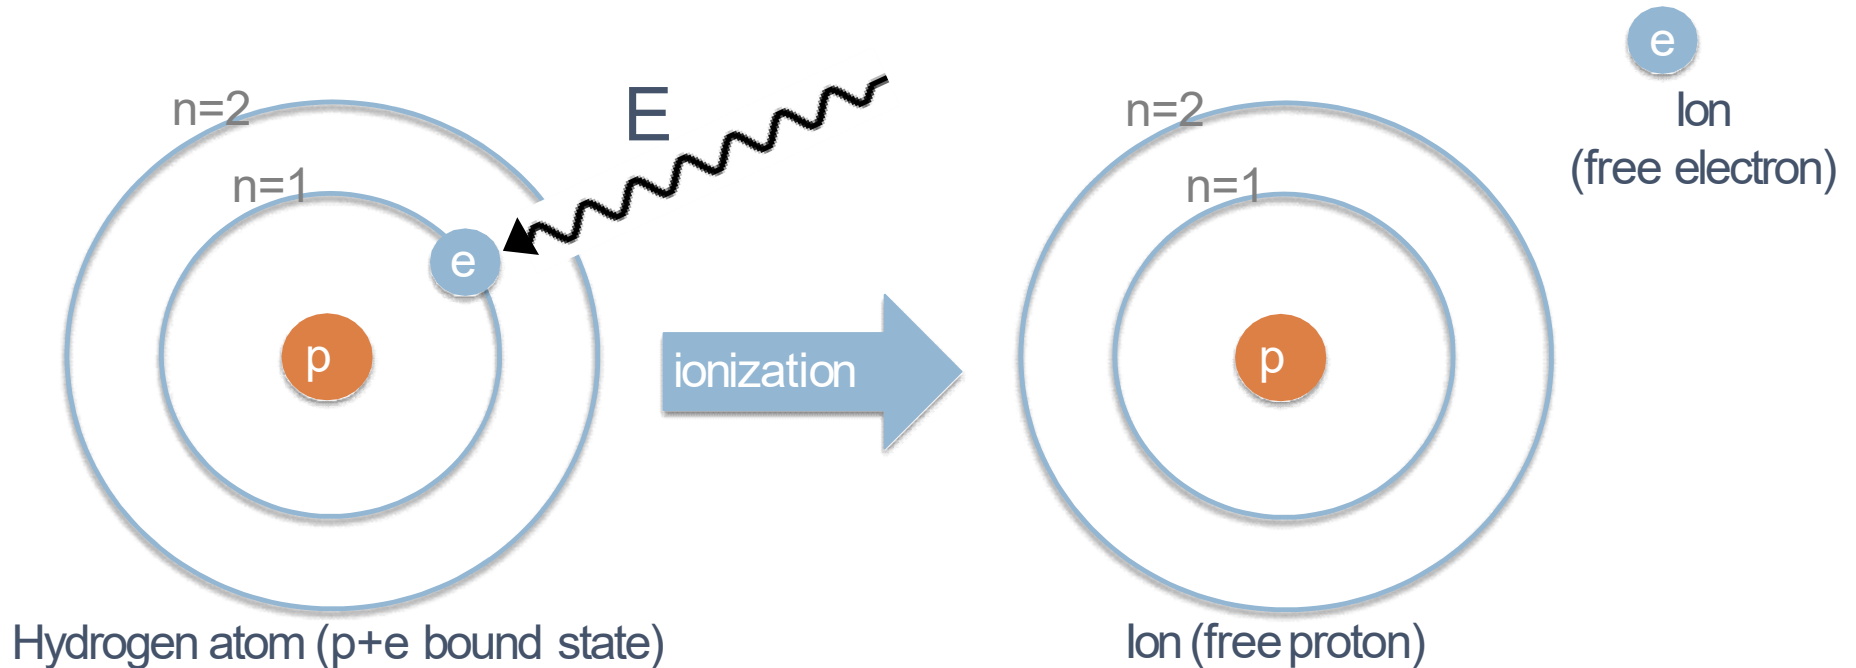 n=2
n=1
E
e
p
Hydrogen atom (p+e bound state)
ionization
e
Ion
(free electron)
n=2
n=1
p
Ion (free proton)